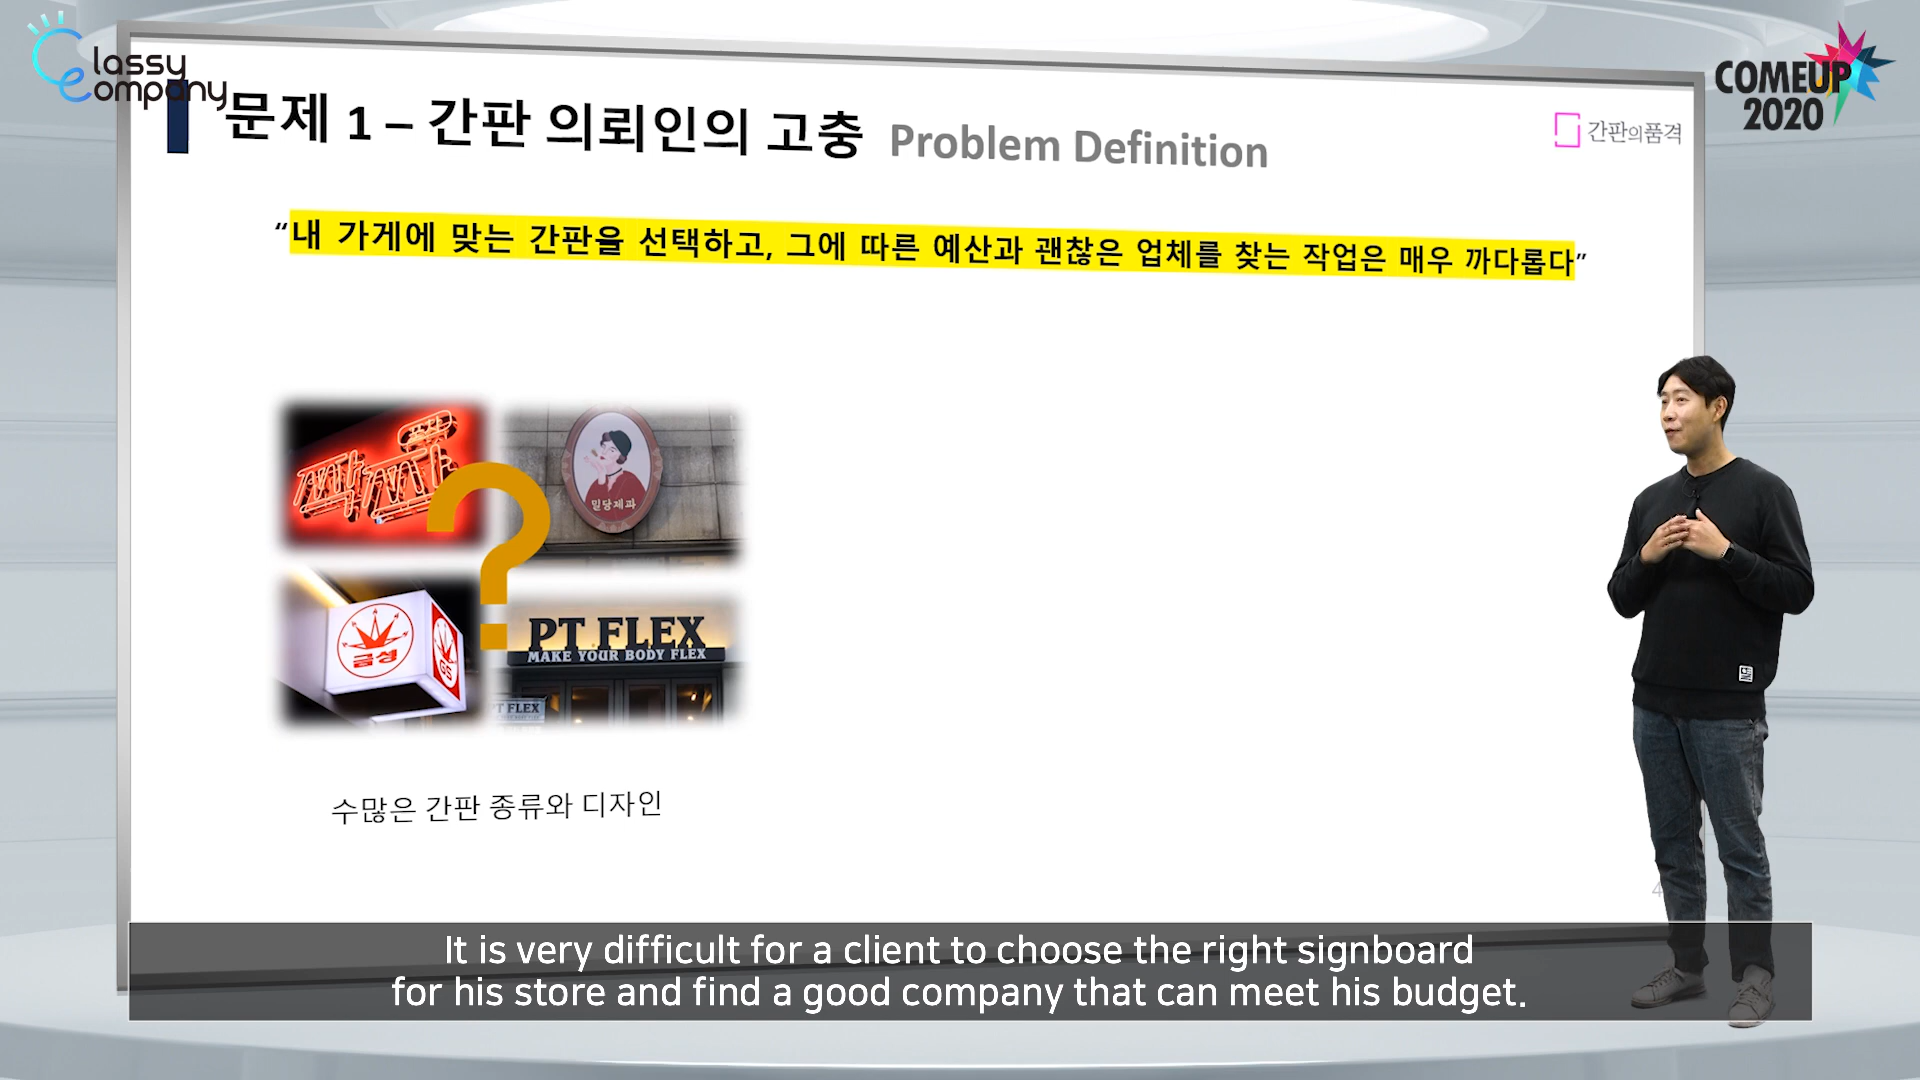 classy company
COMEUP
2020
문제 1 – 간판 의뢰인의 고충 Problem Definition
간판의품격
“내 가게에 맞는 간판을 선택하고, 그에 따른 예산과 괜찮은 업체를 찾는 작업은 매우 까다롭다”
밀당제과
금성
GS
PT FLEX
MAKE YOUR BODY FLEX
PT FLEX
수많은 간판 종류와 디자인
4
It is very difficult for a client to choose the right signboard
for his store and find a good company that can meet his budget.